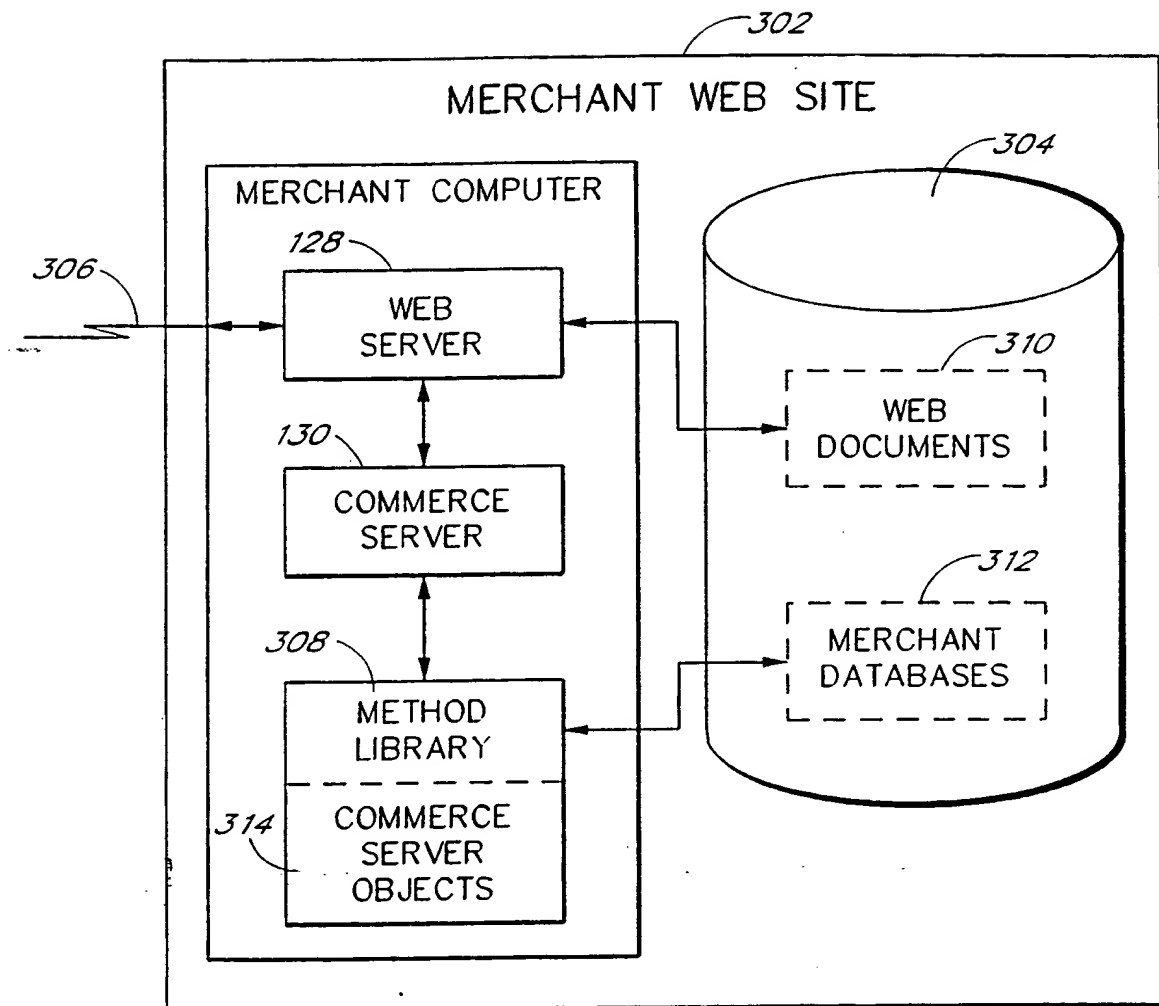 302
MERCHANT WEB SITE
304
MERCHANT COMPUTER
128
306
WEB
SERVER
310
WEB
DOCUMENTS
130
COMMERCE
SERVER
312
MERCHANT
DATABASES
308
METHOD
LIBRARY
314
COMMERCE
SERVER
OBJECTS